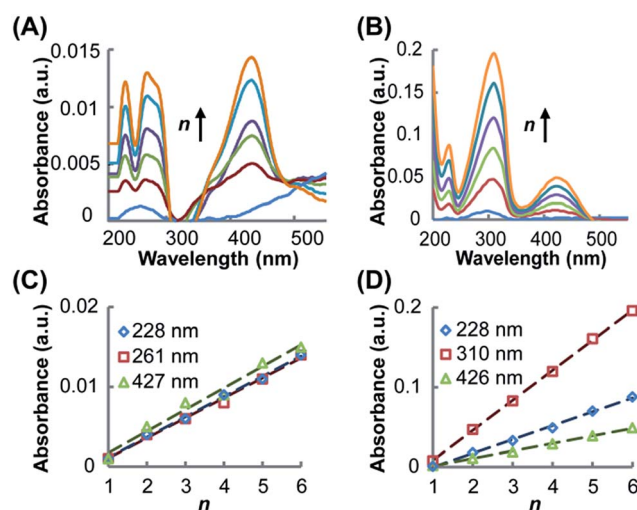 (A)
Absorbance (a.u.)
0.015
0.01
0.005
0
n
200 300 400 500
Wavelength (nm)
(B)
Absorbance (a.u.)
0.2
0.15
0.1
0.05
0
n
200 300 400 500 600
Wavelength (nm)
(C)
Absorbance (a.u.)
0.02
0.01
0
228 nm
261 nm
427 nm
1 2 3 4 5 6
n
(D)
Absorbance (a.u.)
0.2
0.1
0
228 nm
310 nm
426 nm
1 2 3 4 5 6
n